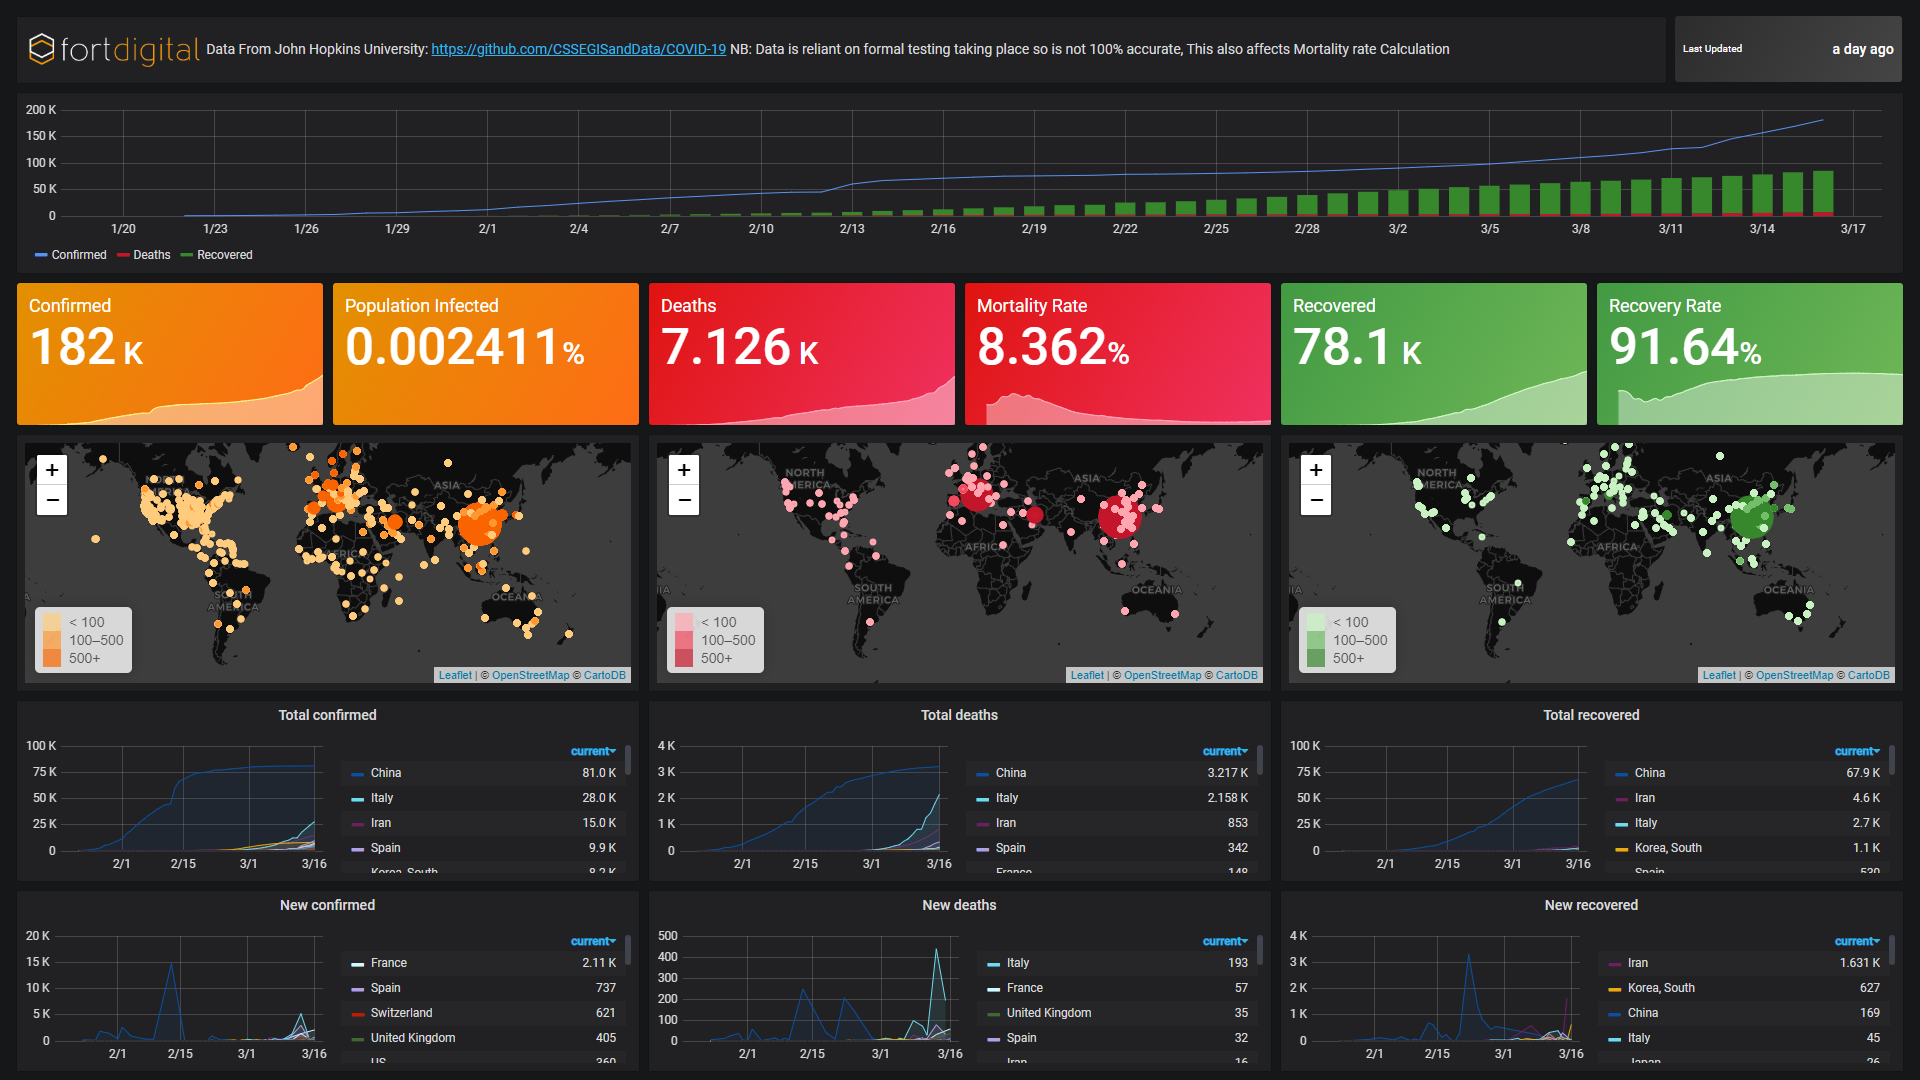 fortdigital Data From John Hopkins University: https://github.com/CSSEGISandData/COVID-19 NB: Data is reliant on formal testing taking place so is not 100% accurate, This also affects Mortality rate Calculation
Last Updated a day ago
200 K
150 K
100 K
50 K
0
1/20 1/23 1/26 1/29 2/1 2/4 2/7 2/10 2/13 2/16 2/19 2/22 2/25 2/28 3/2 3/5 3/8 3/11 3/14 3/17
Confirmed Deaths Recovered
Confirmed
182 K
Population Infected
0.002411%
Deaths
7.126 K
Mortality Rate
8.362%
Recovered
78.1 K
Recovery Rate
91.64%
+
−
ASIA
AFRICA
SOUTH
AMERICA
OCEANIA
< 100
100–500
500+
Leaflet | © OpenStreetMap © CartoDB
+
−
NORTH
AMERICA
ASIA
AFRICA
SOUTH
AMERICA
OCEANIA
< 100
100–500
500+
Leaflet | © OpenStreetMap © CartoDB
+
−
NORTH
AMERICA
ASIA
AFRICA
SOUTH
AMERICA
OCEANIA
< 100
100–500
500+
Leaflet | © OpenStreetMap © CartoDB
Total confirmed
100 K
75 K
50 K
25 K
0
2/1 2/15 3/1 3/16
current
China 81.0 K
Italy 28.0 K
Iran 15.0 K
Spain 9.9 K
Korea, South 8.2 K
Total deaths
4 K
3 K
2 K
1 K
0
2/1 2/15 3/1 3/16
current
China 3.217 K
Italy 2.158 K
Iran 853
Spain 342
France 148
Total recovered
100 K
75 K
50 K
25 K
0
2/1 2/15 3/1 3/16
current
China 67.9 K
Iran 4.6 K
Italy 2.7 K
Korea, South 1.1 K
Spain 530
New confirmed
20 K
15 K
10 K
5 K
0
2/1 2/15 3/1 3/16
current
France 2.11 K
Spain 737
Switzerland 621
United Kingdom 405
US 360
New deaths
500
400
300
200
100
0
2/1 2/15 3/1 3/16
current
Italy 193
France 57
United Kingdom 35
Spain 32
Iran 16
New recovered
4 K
3 K
2 K
1 K
0
2/1 2/15 3/1 3/16
current
Iran 1.631 K
Korea, South 627
China 169
Italy 45
Japan 26